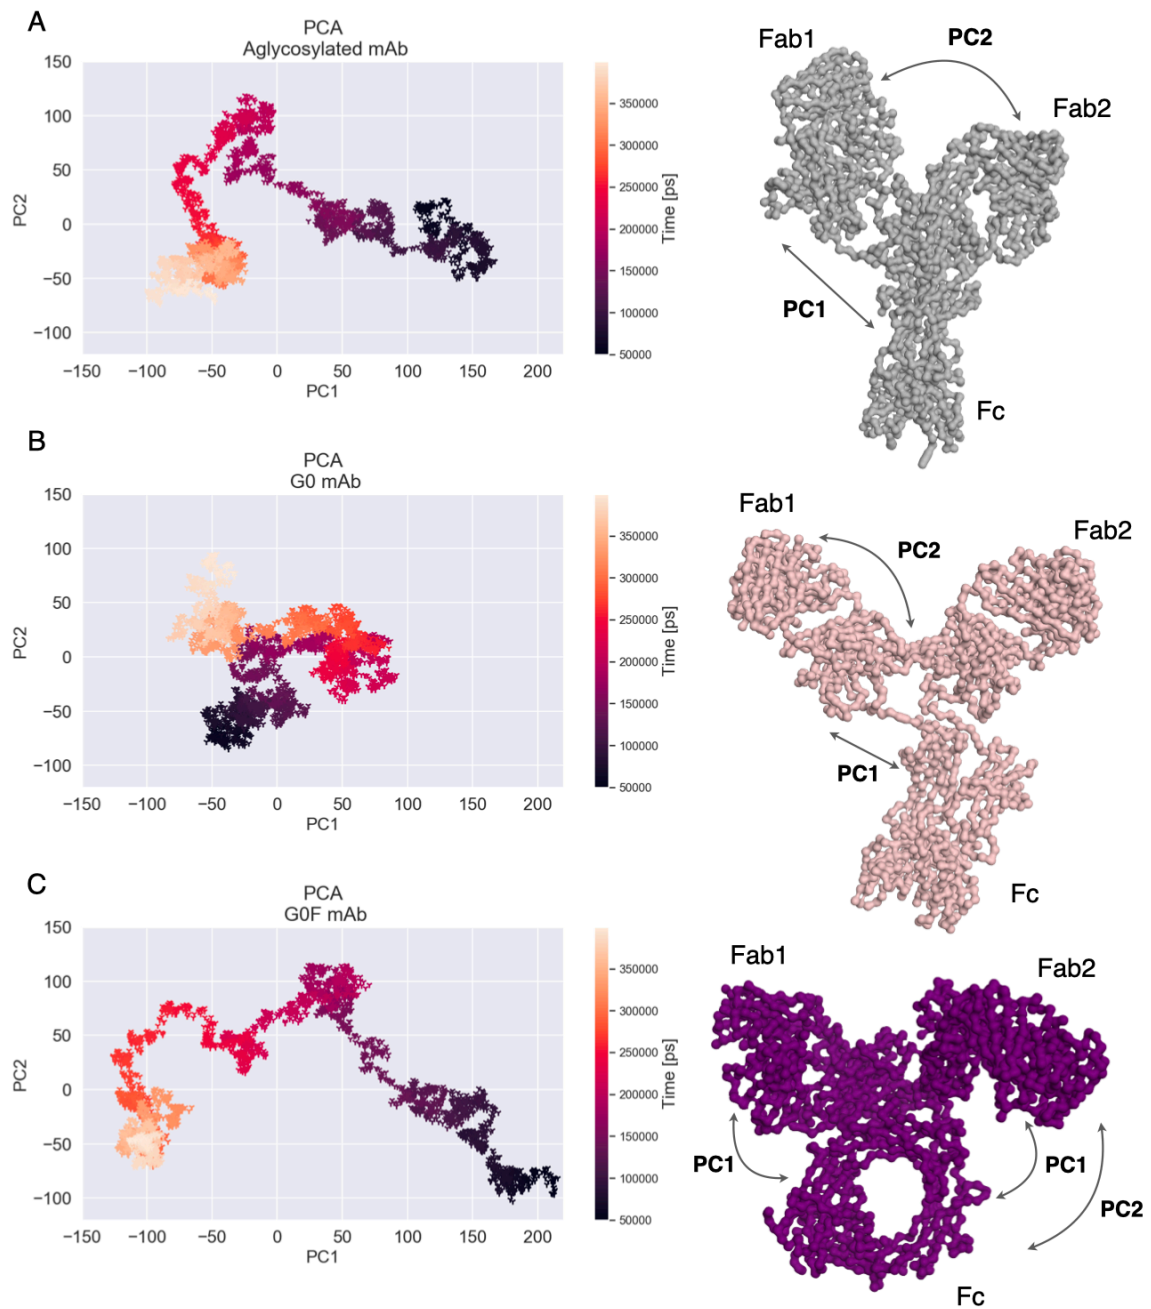 A
PCA
Aglycosylated mAb
150
100
50
0
−50
−100
PC2
−150 −100 −50 0 50 100 150 200
PC1
350000
300000
250000
200000
150000
100000
50000
Time [ps]
Fab1
PC2
Fab2
PC1
Fc
B
PCA
G0 mAb
150
100
50
0
−50
−100
PC2
−150 −100 −50 0 50 100 150 200
PC1
350000
300000
250000
200000
150000
100000
50000
Time [ps]
Fab1
PC2
Fab2
PC1
Fc
C
PCA
G0F mAb
150
100
50
0
−50
−100
PC2
−150 −100 −50 0 50 100 150 200
PC1
350000
300000
250000
200000
150000
100000
50000
Time [ps]
Fab1
Fab2
PC1
PC1
PC2
Fc